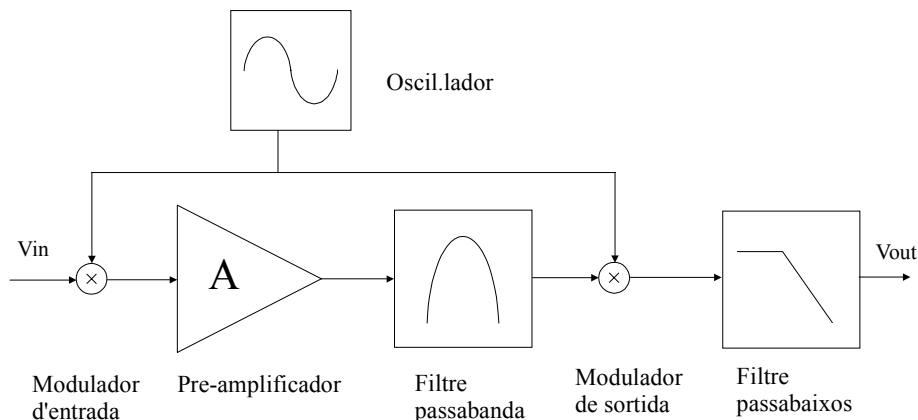 Oscil.lador
Vin
A
Vout
Modulador
d'entrada
Pre-amplificador
Filtre
passabanda
Modulador
de sortida
Filtre
passabaixos